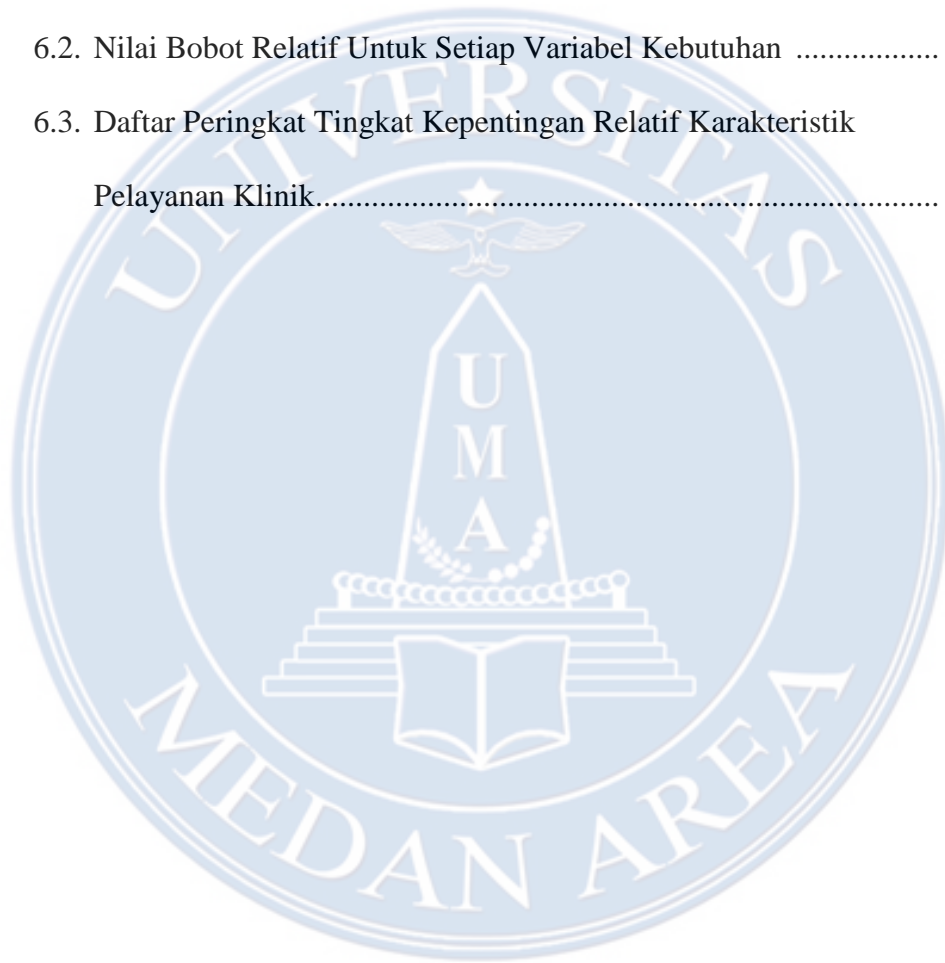 6.2. Nilai Bobot Relatif Untuk Setiap Variabel Kebutuhan ..................
6.3. Daftar Peringkat Tingkat Kepentingan Relatif Karakteristik
Pelayanan Klinik...............................................................................
UNIVERSITAS
U
M
A
MEDAN AREA